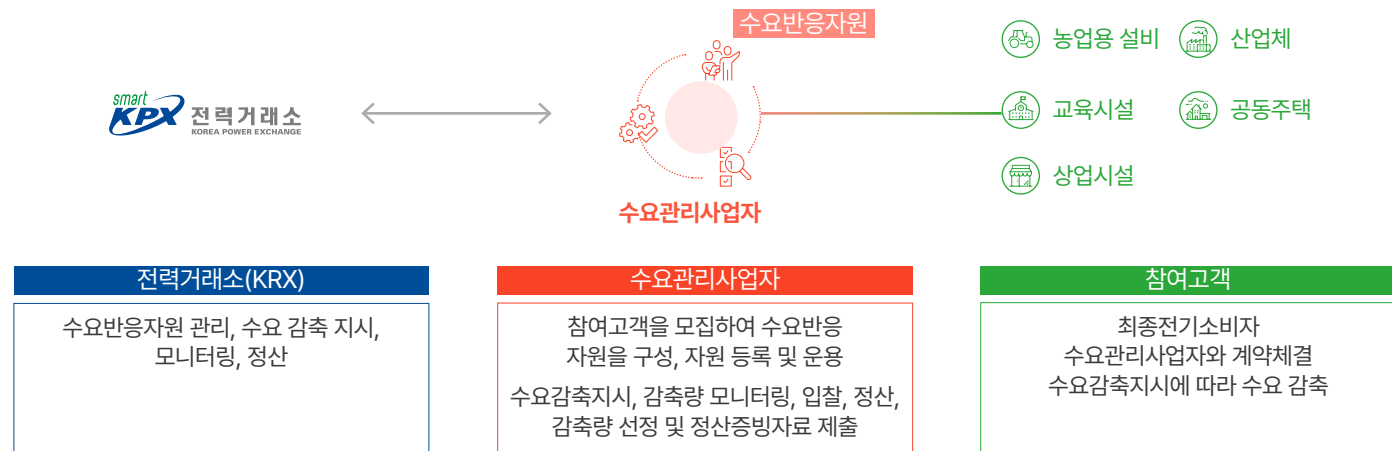 수요반응자원
smart
KPX 전력거래소
KOREA POWER EXCHANGE
수요관리사업자
농업용 설비
산업체
교육시설
공동주택
상업시설
전력거래소(KRX)
수요반응자원 관리, 수요 감축 지시,
모니터링, 정산
수요관리사업자
참여고객을 모집하여 수요반응
자원을 구성, 자원 등록 및 운용
수요감축지시, 감축량 모니터링, 입찰, 정산,
감축량 선정 및 정산증빙자료 제출
참여고객
최종전기소비자
수요관리사업자와 계약체결
수요감축지시에 따라 수요 감축